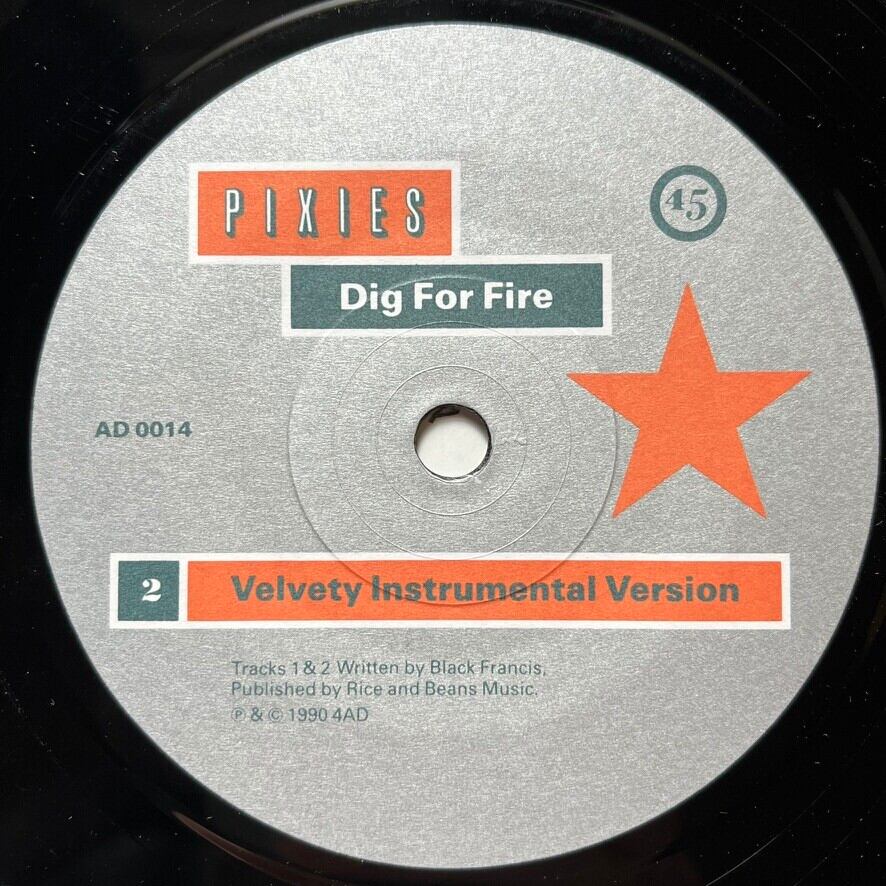 PIXIES
45
Dig For Fire
AD 0014
2 Velvety Instrumental Version
Tracks 1 & 2 Written by Black Francis,
Published by Rice and Beans Music.
℗ & © 1990 4AD